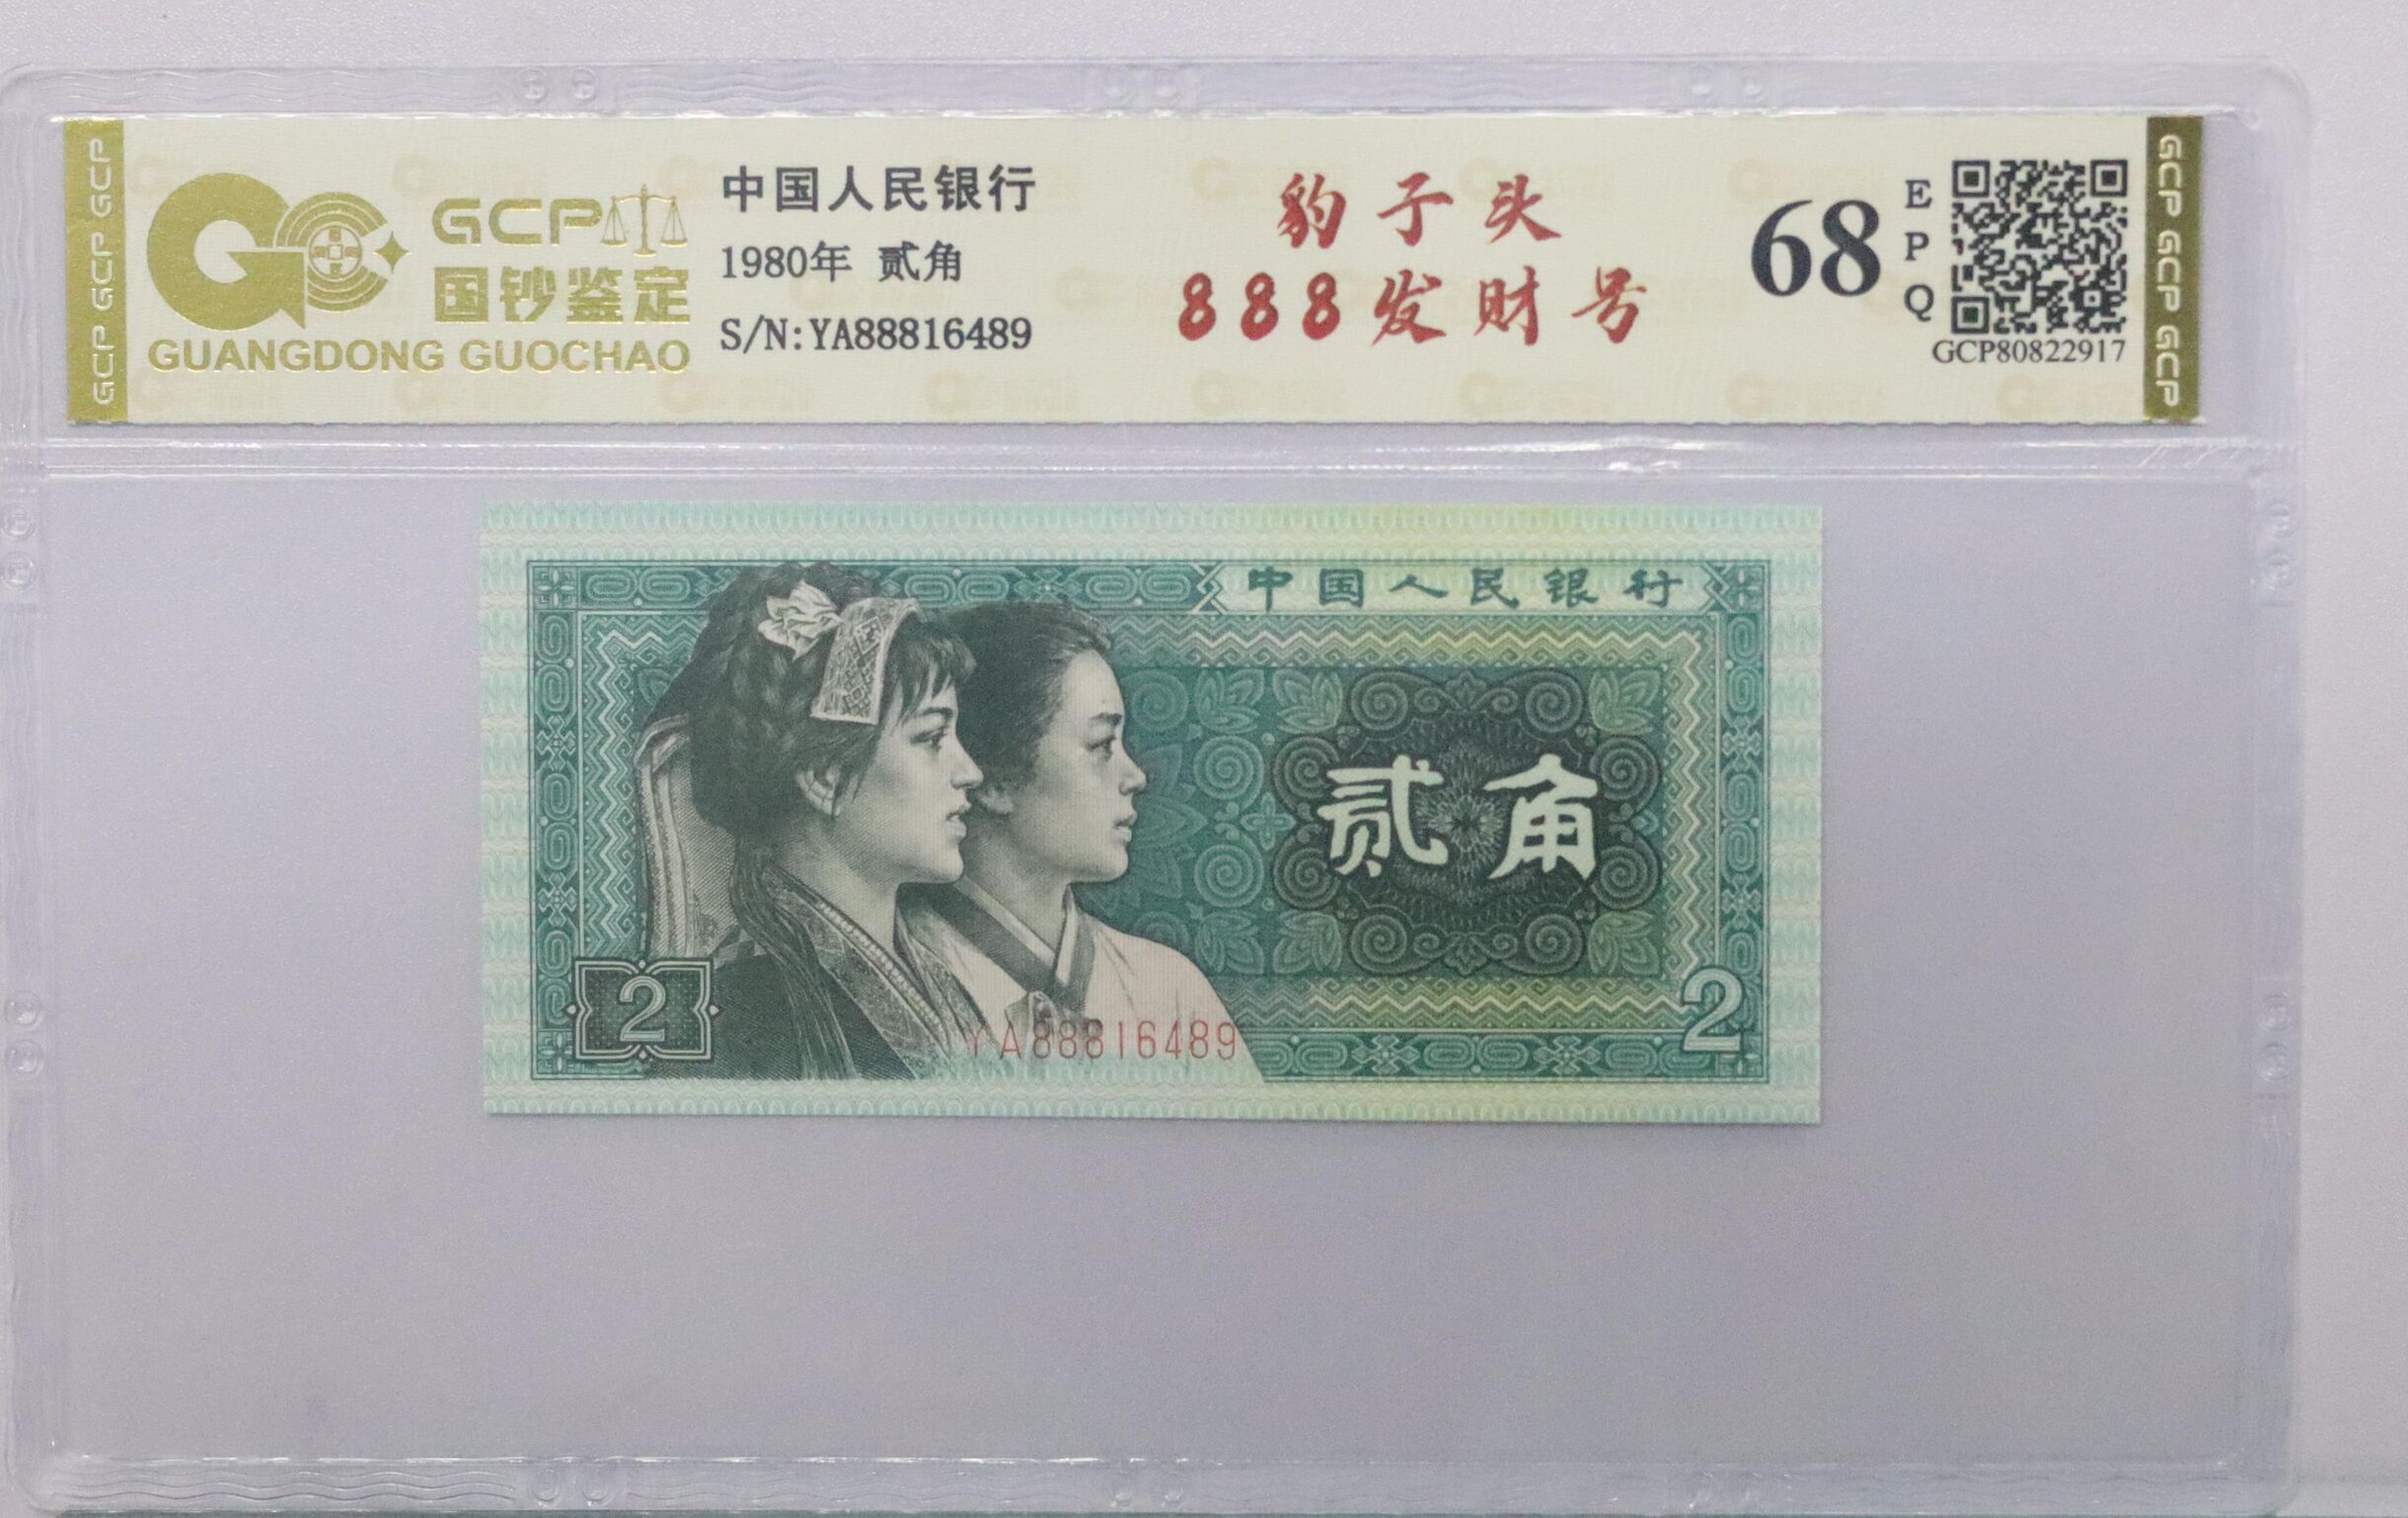 GCP GCP GCP
GCP
国钞鉴定
GUANGDONG GUOCHAO
中国人民银行
1980年 贰角
S/N:YA88816489
豹子头
888发财号
68
EPQ
GCP80822917
GCP GCP GCP
中国人民银行
贰角
2
YA88816489
2